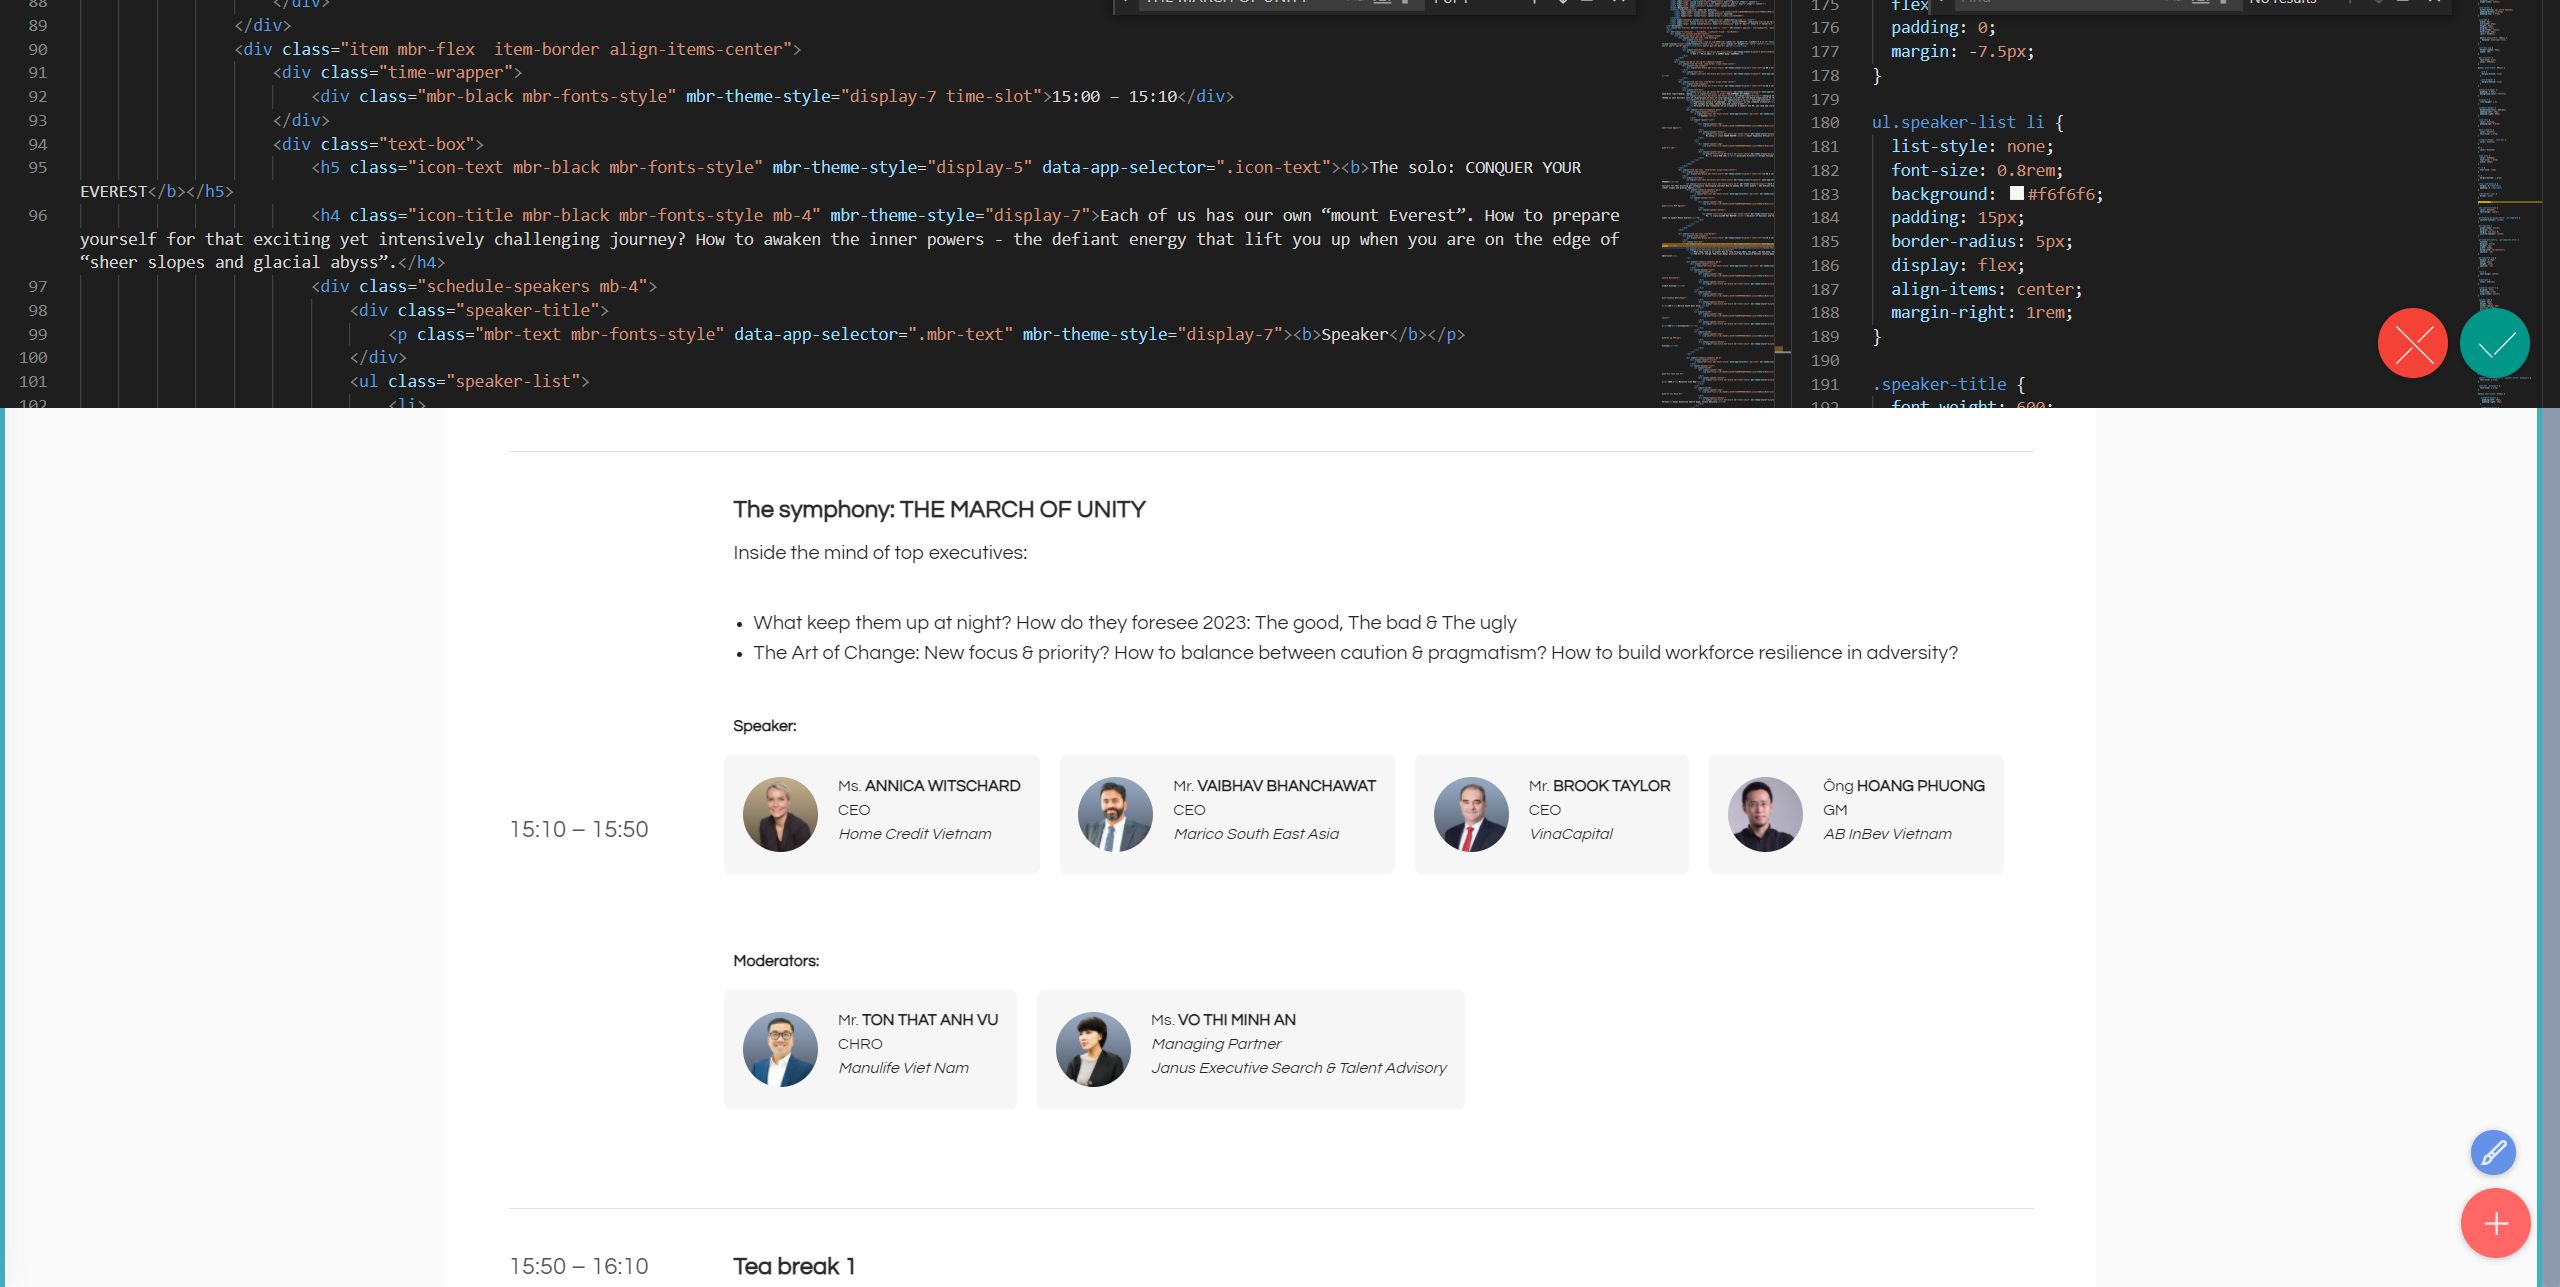 88 </div>
89 </div>
90 <div class="item mbr-flex  item-border align-items-center">
91 <div class="time-wrapper">
92 <div class="mbr-black mbr-fonts-style" mbr-theme-style="display-7 time-slot">15:00 – 15:10</div>
93 </div>
94 <div class="text-box">
95 <h5 class="icon-text mbr-black mbr-fonts-style" mbr-theme-style="display-5" data-app-selector=".icon-text"><b>The solo: CONQUER YOUR
EVEREST</b></h5>
96 <h4 class="icon-title mbr-black mbr-fonts-style mb-4" mbr-theme-style="display-7">Each of us has our own “mount Everest”. How to prepare
yourself for that exciting yet intensively challenging journey? How to awaken the inner powers - the defiant energy that lift you up when you are on the edge of
“sheer slopes and glacial abyss”.</h4>
97 <div class="schedule-speakers mb-4">
98 <div class="speaker-title">
99 <p class="mbr-text mbr-fonts-style" data-app-selector=".mbr-text" mbr-theme-style="display-7"><b>Speaker</b></p>
100 </div>
101 <ul class="speaker-list">
102 <li>
THE MARCH OF UNITY
175 flex
No results
176 padding: 0;
177 margin: -7.5px;
178 }
179
180 ul.speaker-list li {
181 list-style: none;
182 font-size: 0.8rem;
183 background: #f6f6f6;
184 padding: 15px;
185 border-radius: 5px;
186 display: flex;
187 align-items: center;
188 margin-right: 1rem;
189 }
190
191 .speaker-title {
192 font-weight: 600;
The symphony: THE MARCH OF UNITY
Inside the mind of top executives:
• What keep them up at night? How do they foresee 2023: The good, The bad & The ugly
• The Art of Change: New focus & priority? How to balance between caution & pragmatism? How to build workforce resilience in adversity?
15:10 – 15:50
Speaker:
Ms. ANNICA WITSCHARD
CEO
Home Credit Vietnam
Mr. VAIBHAV BHANCHAWAT
CEO
Marico South East Asia
Mr. BROOK TAYLOR
CEO
VinaCapital
Ông HOANG PHUONG
GM
AB InBev Vietnam
Moderators:
Mr. TON THAT ANH VU
CHRO
Manulife Viet Nam
Ms. VO THI MINH AN
Managing Partner
Janus Executive Search & Talent Advisory
15:50 – 16:10
Tea break 1